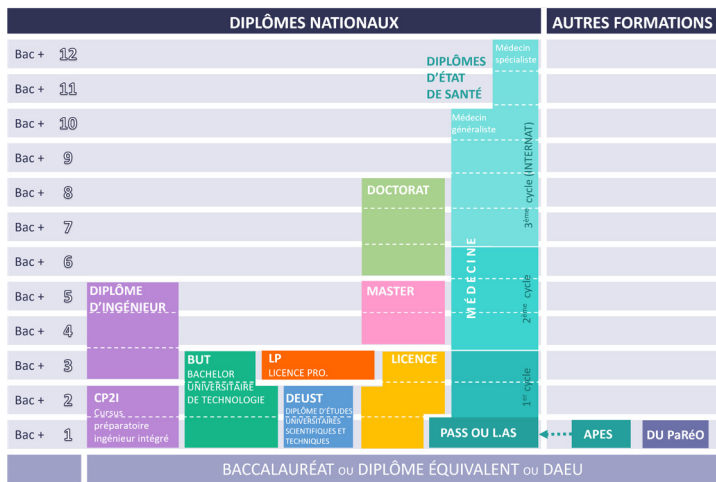 DIPLÔMES NATIONAUX
AUTRES FORMATIONS
Bac + 12
Médecin
spécialiste
DIPLÔMES
D'ÉTAT
DE SANTÉ
Bac + 11
Bac + 10
Médecin
généraliste
Bac + 9
3ème cycle (INTERNAT)
Bac + 8
DOCTORAT
Bac + 7
Bac + 6
MÉDECINE
Bac + 5
DIPLÔME
D'INGÉNIEUR
MASTER
2ème cycle
Bac + 4
Bac + 3
BUT
BACHELOR
UNIVERSITAIRE
DE TECHNOLOGIE
LP
LICENCE PRO.
LICENCE
1er cycle
Bac + 2
CP2I
Cursus
préparatoire
ingénieur intégré
DEUST
DIPLÔME D'ÉTUDES
UNIVERSITAIRES
SCIENTIFIQUES ET
TECHNIQUES
Bac + 1
PASS OU L.AS
APES
DU PaRéO
BACCALAURÉAT OU DIPLÔME ÉQUIVALENT OU DAEU